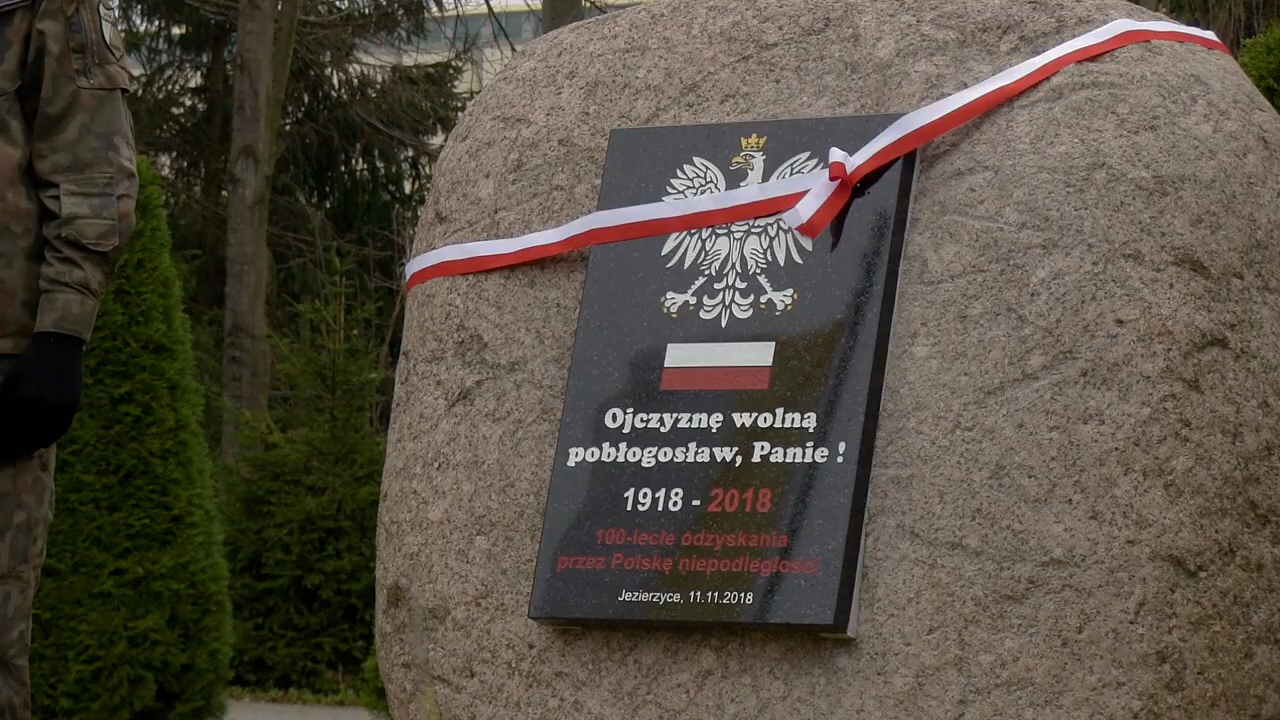 Ojczyznę wolną
pobłogosław, Panie !
1918 - 2018
100-lecie odzyskania
przez Polskę niepodległości
Jezierzyce, 11.11.2018